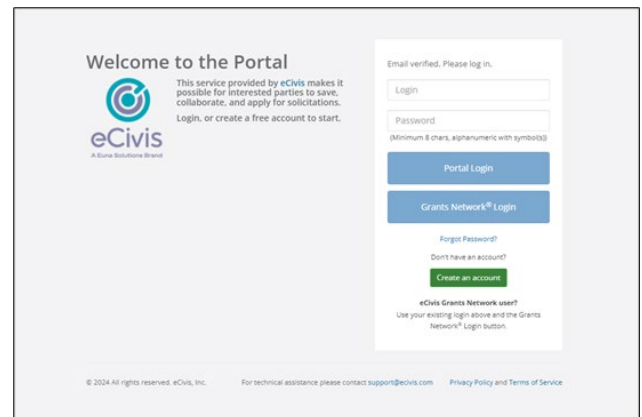 Welcome to the Portal
This service provided by eCivis makes it
possible for interested parties to save,
collaborate, and apply for solicitations.
Login, or create a free account to start.
eCivis
A Euna Solutions Brand
Email verified. Please log in.
Login
Password
(Minimum 8 chars, alphanumeric with symbol(s))
Portal Login
Grants Network® Login
Forgot Password?
Don't have an account?
Create an account
eCivis Grants Network user?
Use your existing login above and the Grants
Network® Login button.
© 2024 All rights reserved. eCivis, Inc.
For technical assistance please contact support@ecivis.com
Privacy Policy and Terms of Service